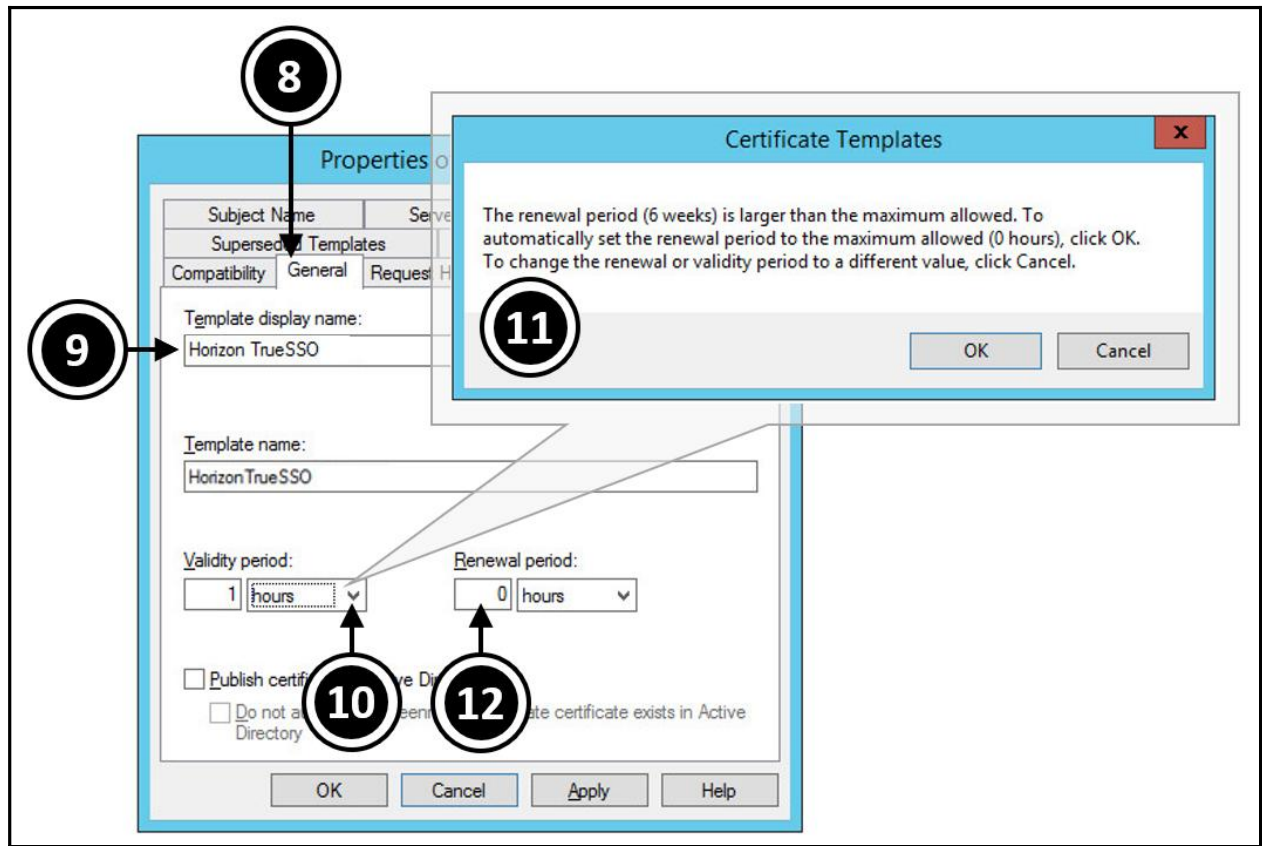 8
Properties o
Certificate Templates
x
Subject Name
Serve
Superseded Templates
Compatibility
General
Request H
The renewal period (6 weeks) is larger than the maximum allowed. To
automatically set the renewal period to the maximum allowed (0 hours), click OK.
To change the renewal or validity period to a different value, click Cancel.
11
OK
Cancel
9
Template display name:
Horizon TrueSSO
Template name:
HorizonTrueSSO
Validity period:
Renewal period:
1 hours
0 hours
10
12
Publish certifi ve Di
Do not a eenr ate certificate exists in Active
Directory
OK
Cancel
Apply
Help